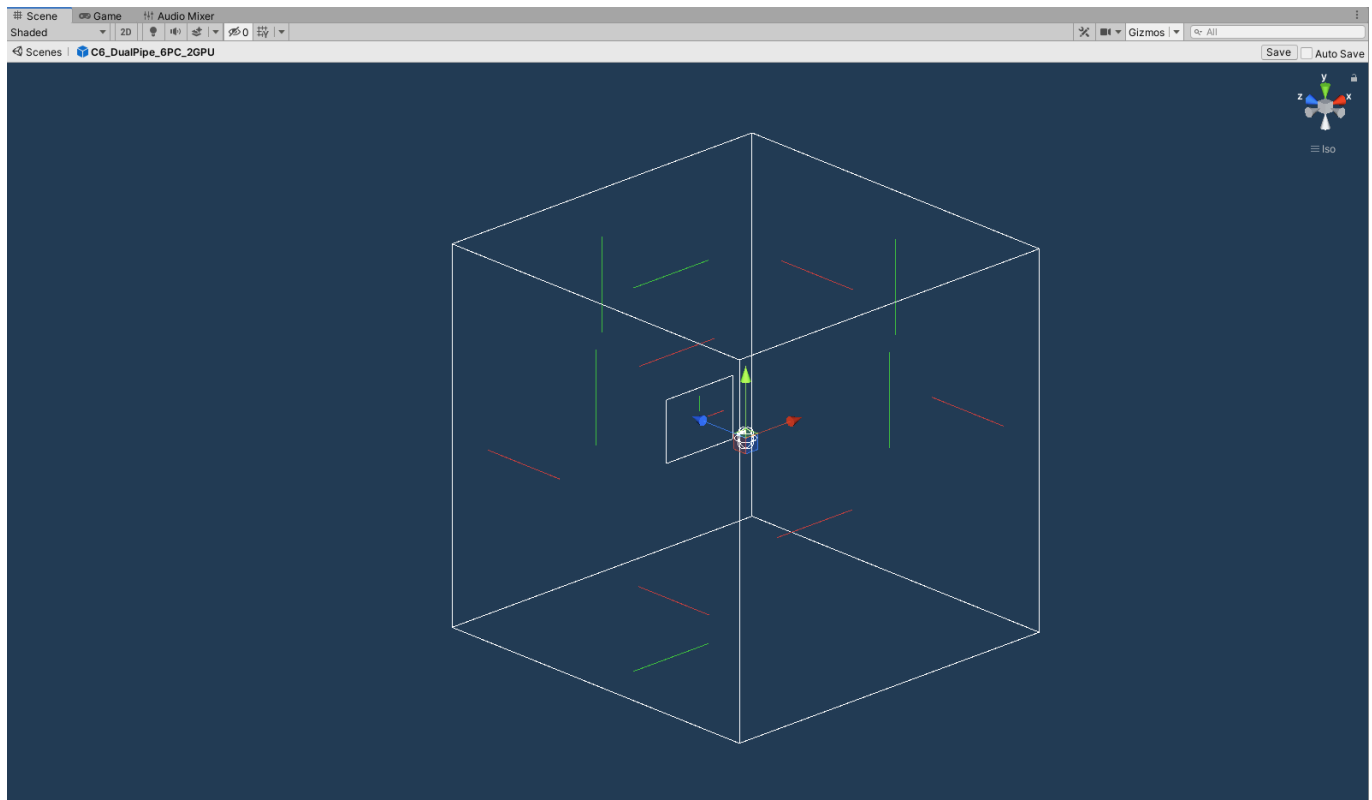 Scene Game Audio Mixer
Shaded 2D 0 Gizmos All
Scenes C6_DualPipe_6PC_2GPU Save Auto Save
y
z x
Iso